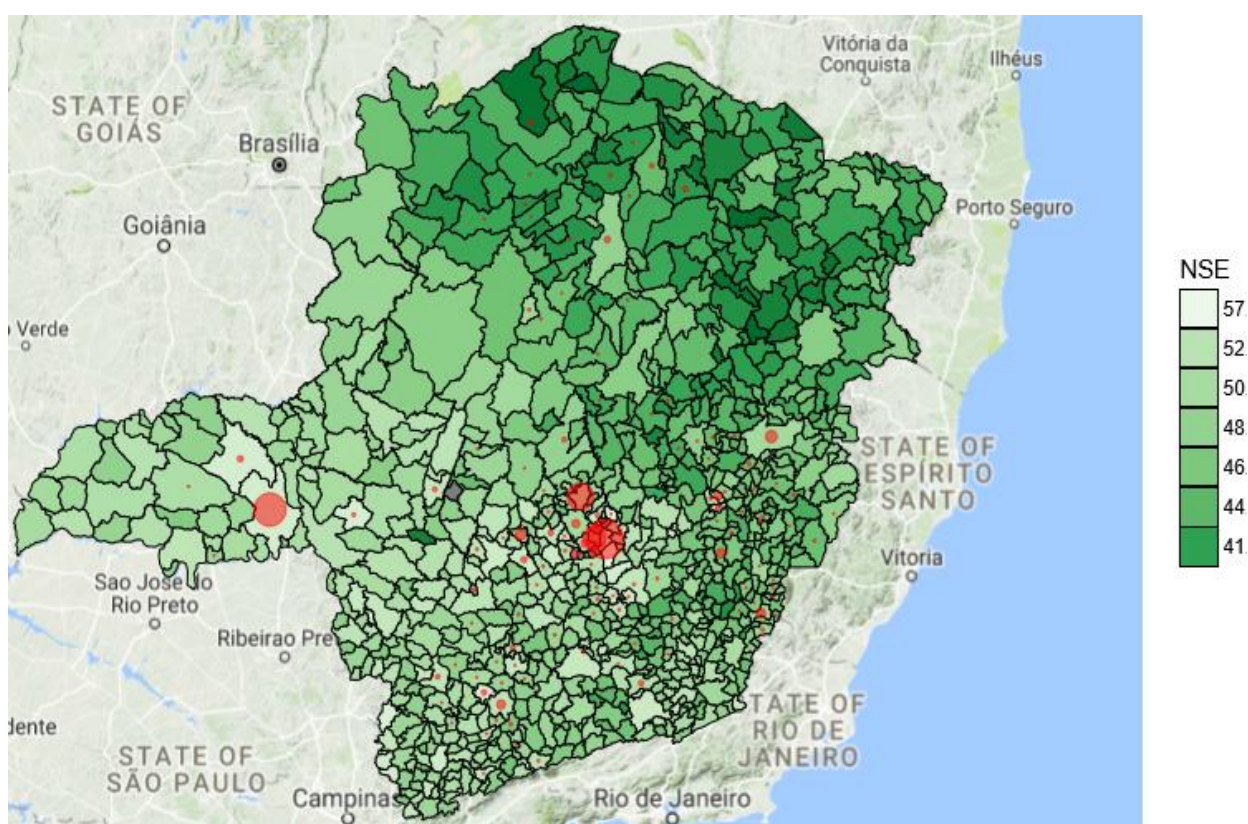 Vitória da
Conquista
Ilhéus
STATE OF
GOIÁS
Brasília
Porto Seguro
Goiânia
NSE
57.
Verde
52.
50.
48.
46.
STATE OF
ESPÍRITO
SANTO
44.
41.
Vitoria
Sao José do
Rio Preto
Ribeirao Pre
TATE OF
RIO DE
JANEIRO
dente
STATE OF
SÃO PAULO
Campinas
Rio de Janeiro